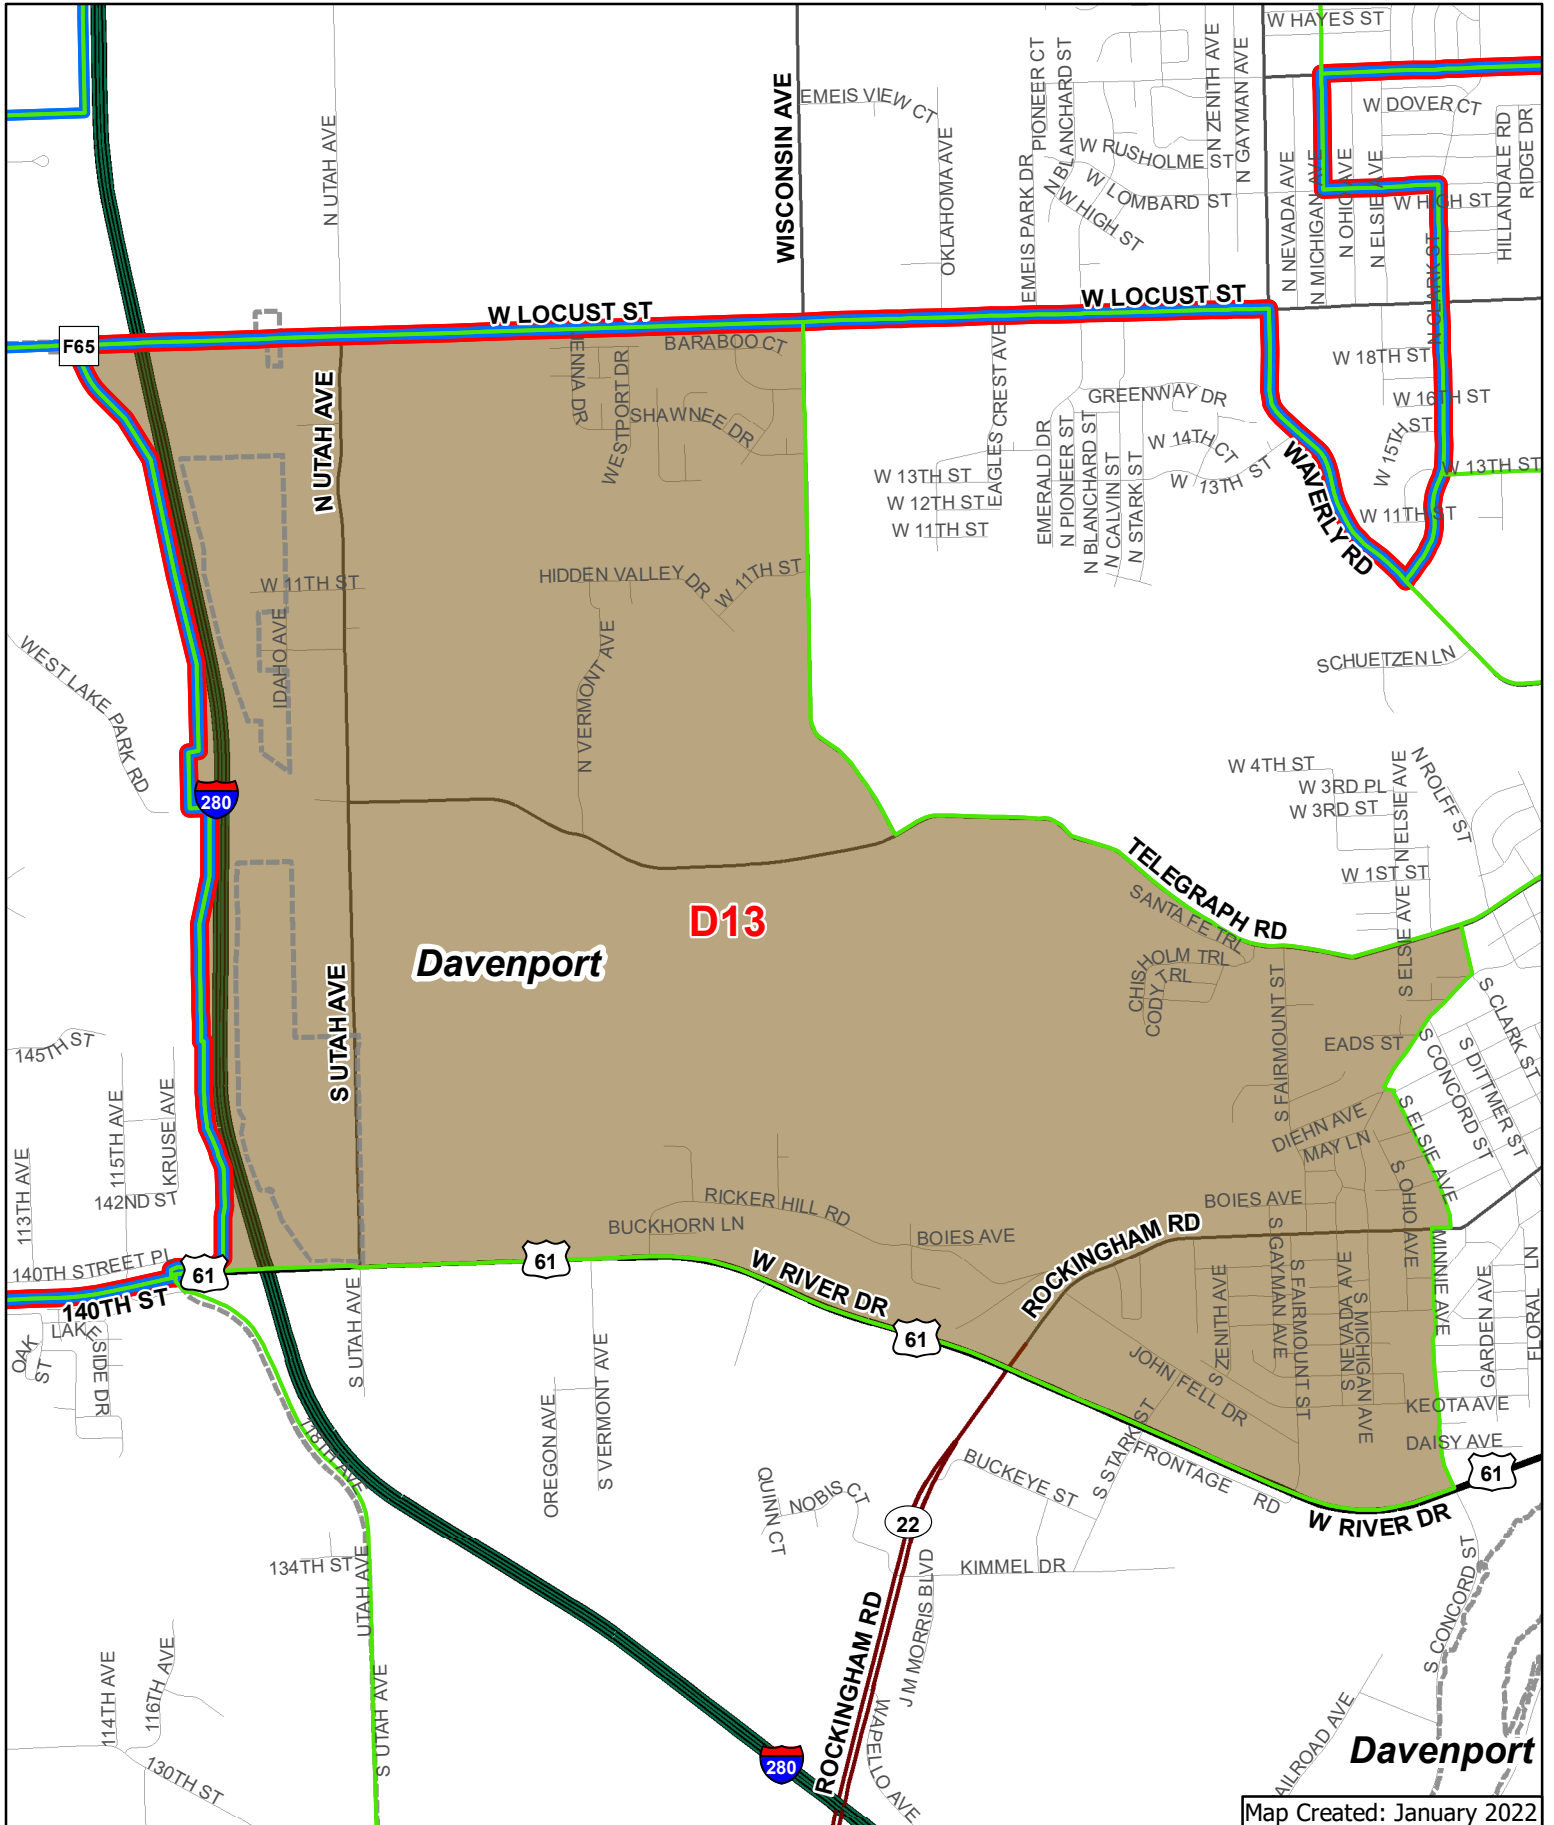 W HAYES ST
WISCONSIN AVE
EMEIS VIEW CT
OKLAHOMA AVE
EMEIS PARK DR
PIONEER CT
N BLANCHARD ST
W RUSHOLME ST
W LOMBARD ST
N W HIGH ST
N ZENITH AVE
N GAYMAN AVE
N NEVADA AVE
N MICHIGAN AVE
N OHIO AVE
N ELSIE AVE
W DOVER CT
W HIGH ST
HILLANDALE RD
RIDGE DR
N CLARK ST
N UTAH AVE
W LOCUST ST
W LOCUST ST
F65
BARABOO CT
JENNA DR
WESTPORT DR
SHAWNEE DR
N UTAH AVE
EAGLES CREST AVE
GREENWAY DR
W 14TH CT
W 13TH ST
W 13TH ST
W 12TH ST
W 11TH ST
EMERALD DR
N PIONEER ST
N BLANCHARD ST
N CALVIN ST
N STARK ST
W 18TH ST
W 16TH ST
W 15TH ST
W 13TH ST
W 11TH ST
WAVERLY RD
W 11TH ST
IDAHO AVE
HIDDEN VALLEY DR
W 11TH ST
N VERMONT AVE
SCHUETZEN LN
WEST LAKE PARK RD
280
W 4TH ST
W 3RD PL
W 3RD ST
W 1ST ST
N ELSIE AVE
N ROLFF ST
S ELSIE AVE
TELEGRAPH RD
SANTA FE TRL
CHISHOLM TRL
CODY TRL
D13
Davenport
S UTAH AVE
S FAIRMOUNT ST
EADS ST
S CLARK ST
S DITTMER ST
S CONCORD ST
S ELSIE AVE
DIEHN AVE
MAY LN
S OHIO AVE
145TH ST
115TH AVE
KRUSE AVE
113TH AVE
142ND ST
140TH STREET PL
140TH ST
61
61
BUCKHORN LN
RICKER HILL RD
BOIES AVE
BOIES AVE
ROCKINGHAM RD
W RIVER DR
61
S GAYMAN AVE
S ZENITH AVE
S FAIRMOUNT ST
S NEVADA AVE
S MICHIGAN AVE
MINNIE AVE
GARDEN AVE
FLORAL LN
KEOTA AVE
DAISY AVE
JOHN FELL DR
S STARK ST
FRONTAGE RD
61
W RIVER DR
LAKE SIDE DR
OAK ST
S UTAH AVE
118TH AVE
OREGON AVE
S VERMONT AVE
QUINN CT
NOBIS CT
BUCKEYE ST
22
KIMMEL DR
J M MORRIS BLVD
134TH ST
UTAH AVE
S UTAH AVE
114TH AVE
116TH AVE
130TH ST
280
ROCKINGHAM RD
WAPELLO AVE
S CONCORD ST
AILROAD AVE
Davenport
Map Created: January 2022